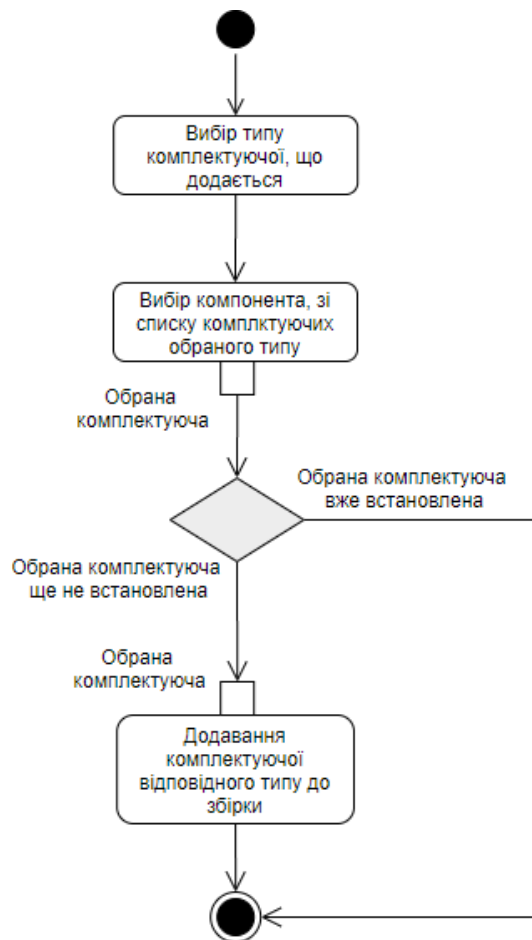 Вибір типу
комплектуючої, що
додається
Вибір компонента, зі
списку комплктуючих
обраного типу
Обрана
комплектуюча
Обрана комплектуюча
вже встановлена
Обрана комплектуюча
ще не встановлена
Обрана
комплектуюча
Додавання
комплектуючої
відповідного типу до
збірки